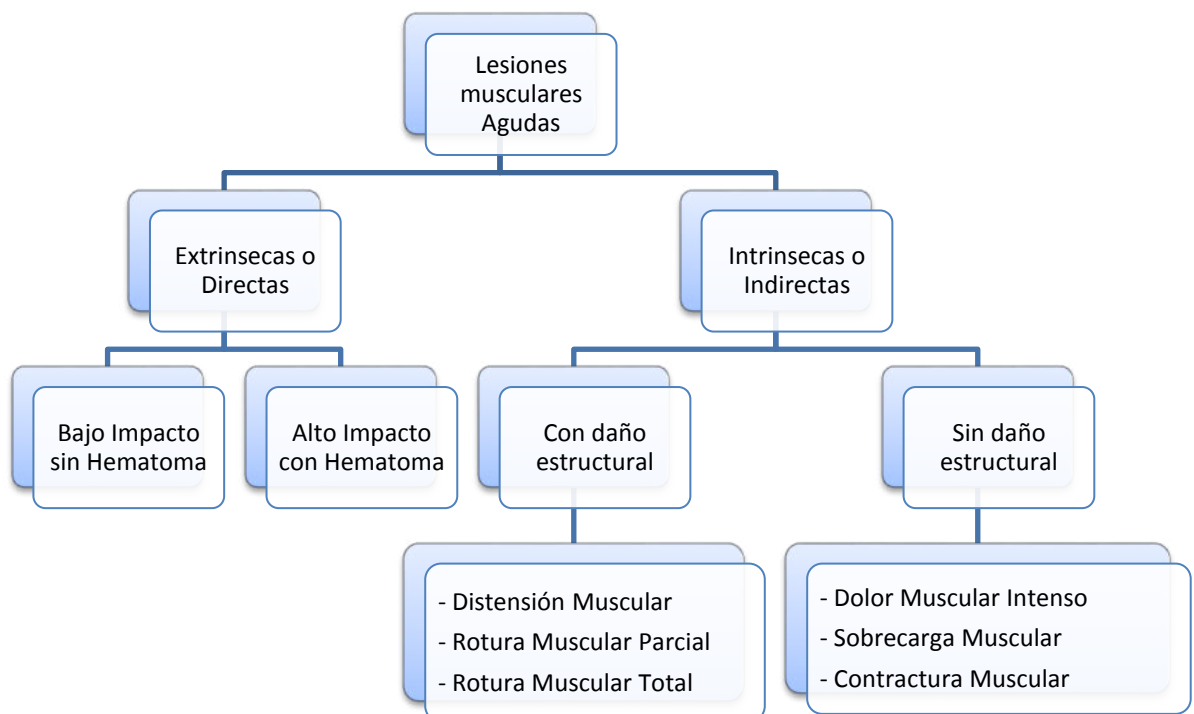 Lesiones
musculares
Agudas
Extrinsecas o
Directas
Intrinsecas o
Indirectas
Bajo Impacto
sin Hematoma
Alto Impacto
con Hematoma
Con daño
estructural
Sin daño
estructural
- Distensión Muscular
- Rotura Muscular Parcial
- Rotura Muscular Total
- Dolor Muscular Intenso
- Sobrecarga Muscular
- Contractura Muscular